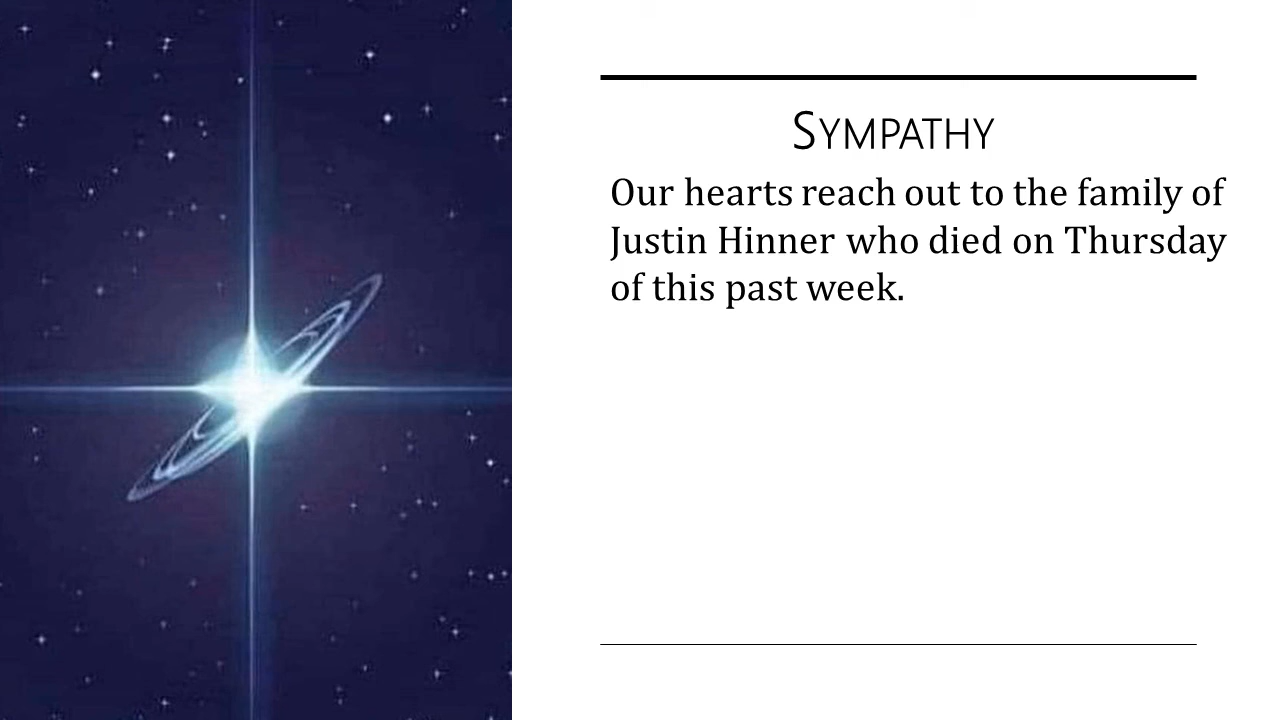 SYMPATHY
Our hearts reach out to the family of
Justin Hinner who died on Thursday
of this past week.